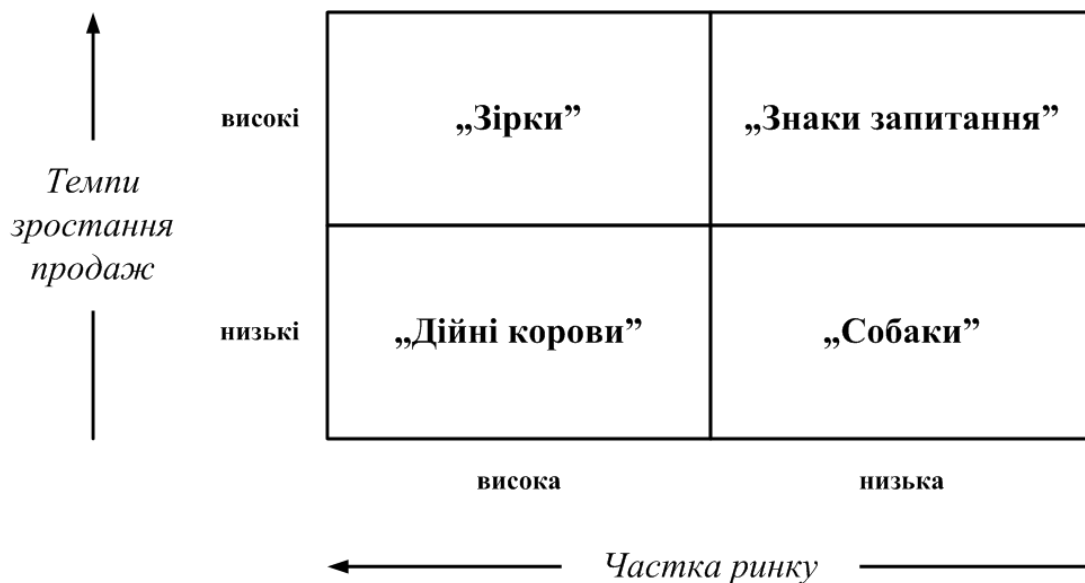 високі
„Зірки”
„Знаки запитання”
Темпи
зростання
продаж
низькі
„Дійні корови”
„Собаки”
висока
низька
Частка ринку